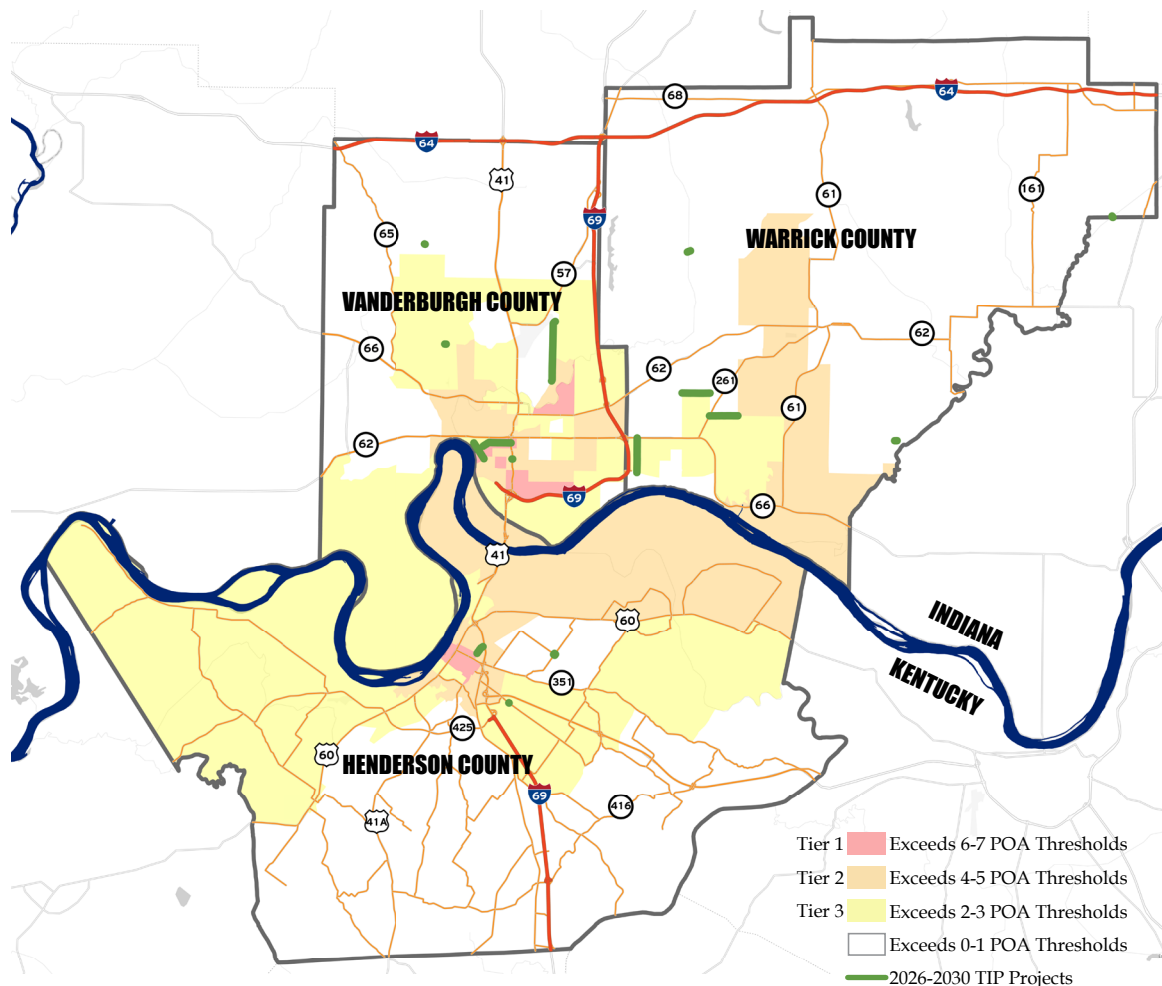 68
64
64
41
61
161
69
65
WARRICK COUNTY
57
VANDERBURGH COUNTY
62
66
62
261
61
62
69
66
41
INDIANA
60
KENTUCKY
351
425
60
HENDERSON COUNTY
69
416
41A
Tier 1 Exceeds 6-7 POA Thresholds
Tier 2 Exceeds 4-5 POA Thresholds
Tier 3 Exceeds 2-3 POA Thresholds
Exceeds 0-1 POA Thresholds
2026-2030 TIP Projects